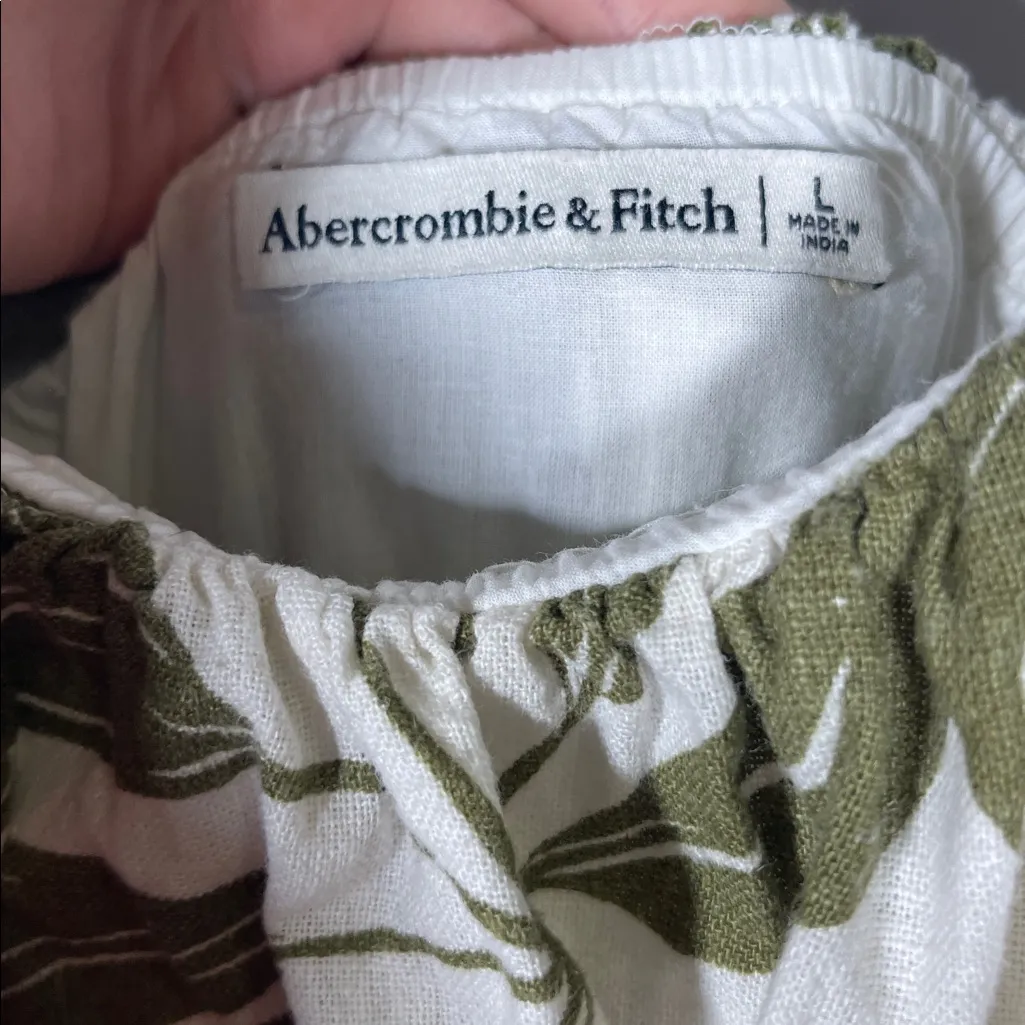 Abercrombie & Fitch | L
MADE IN
INDIA